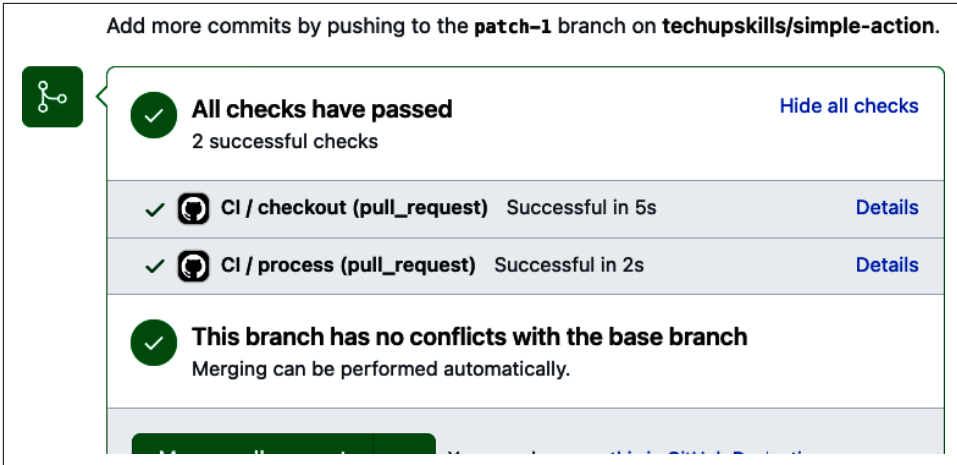 Add more commits by pushing to the patch-1 branch on techupskills/simple-action.
All checks have passed
Hide all checks
2 successful checks
CI / checkout (pull_request) Successful in 5s Details
CI / process (pull_request) Successful in 2s Details
This branch has no conflicts with the base branch
Merging can be performed automatically.